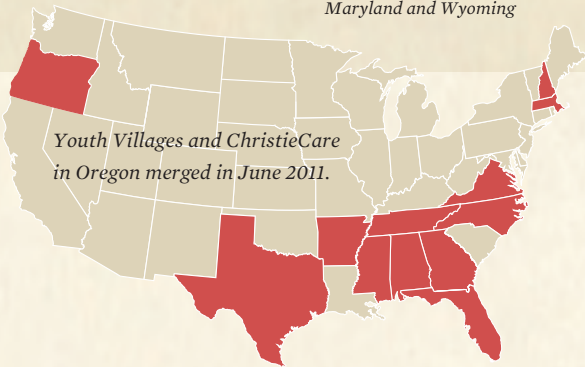 Maryland and Wyoming
Youth Villages and ChristieCare
in Oregon merged in June 2011.